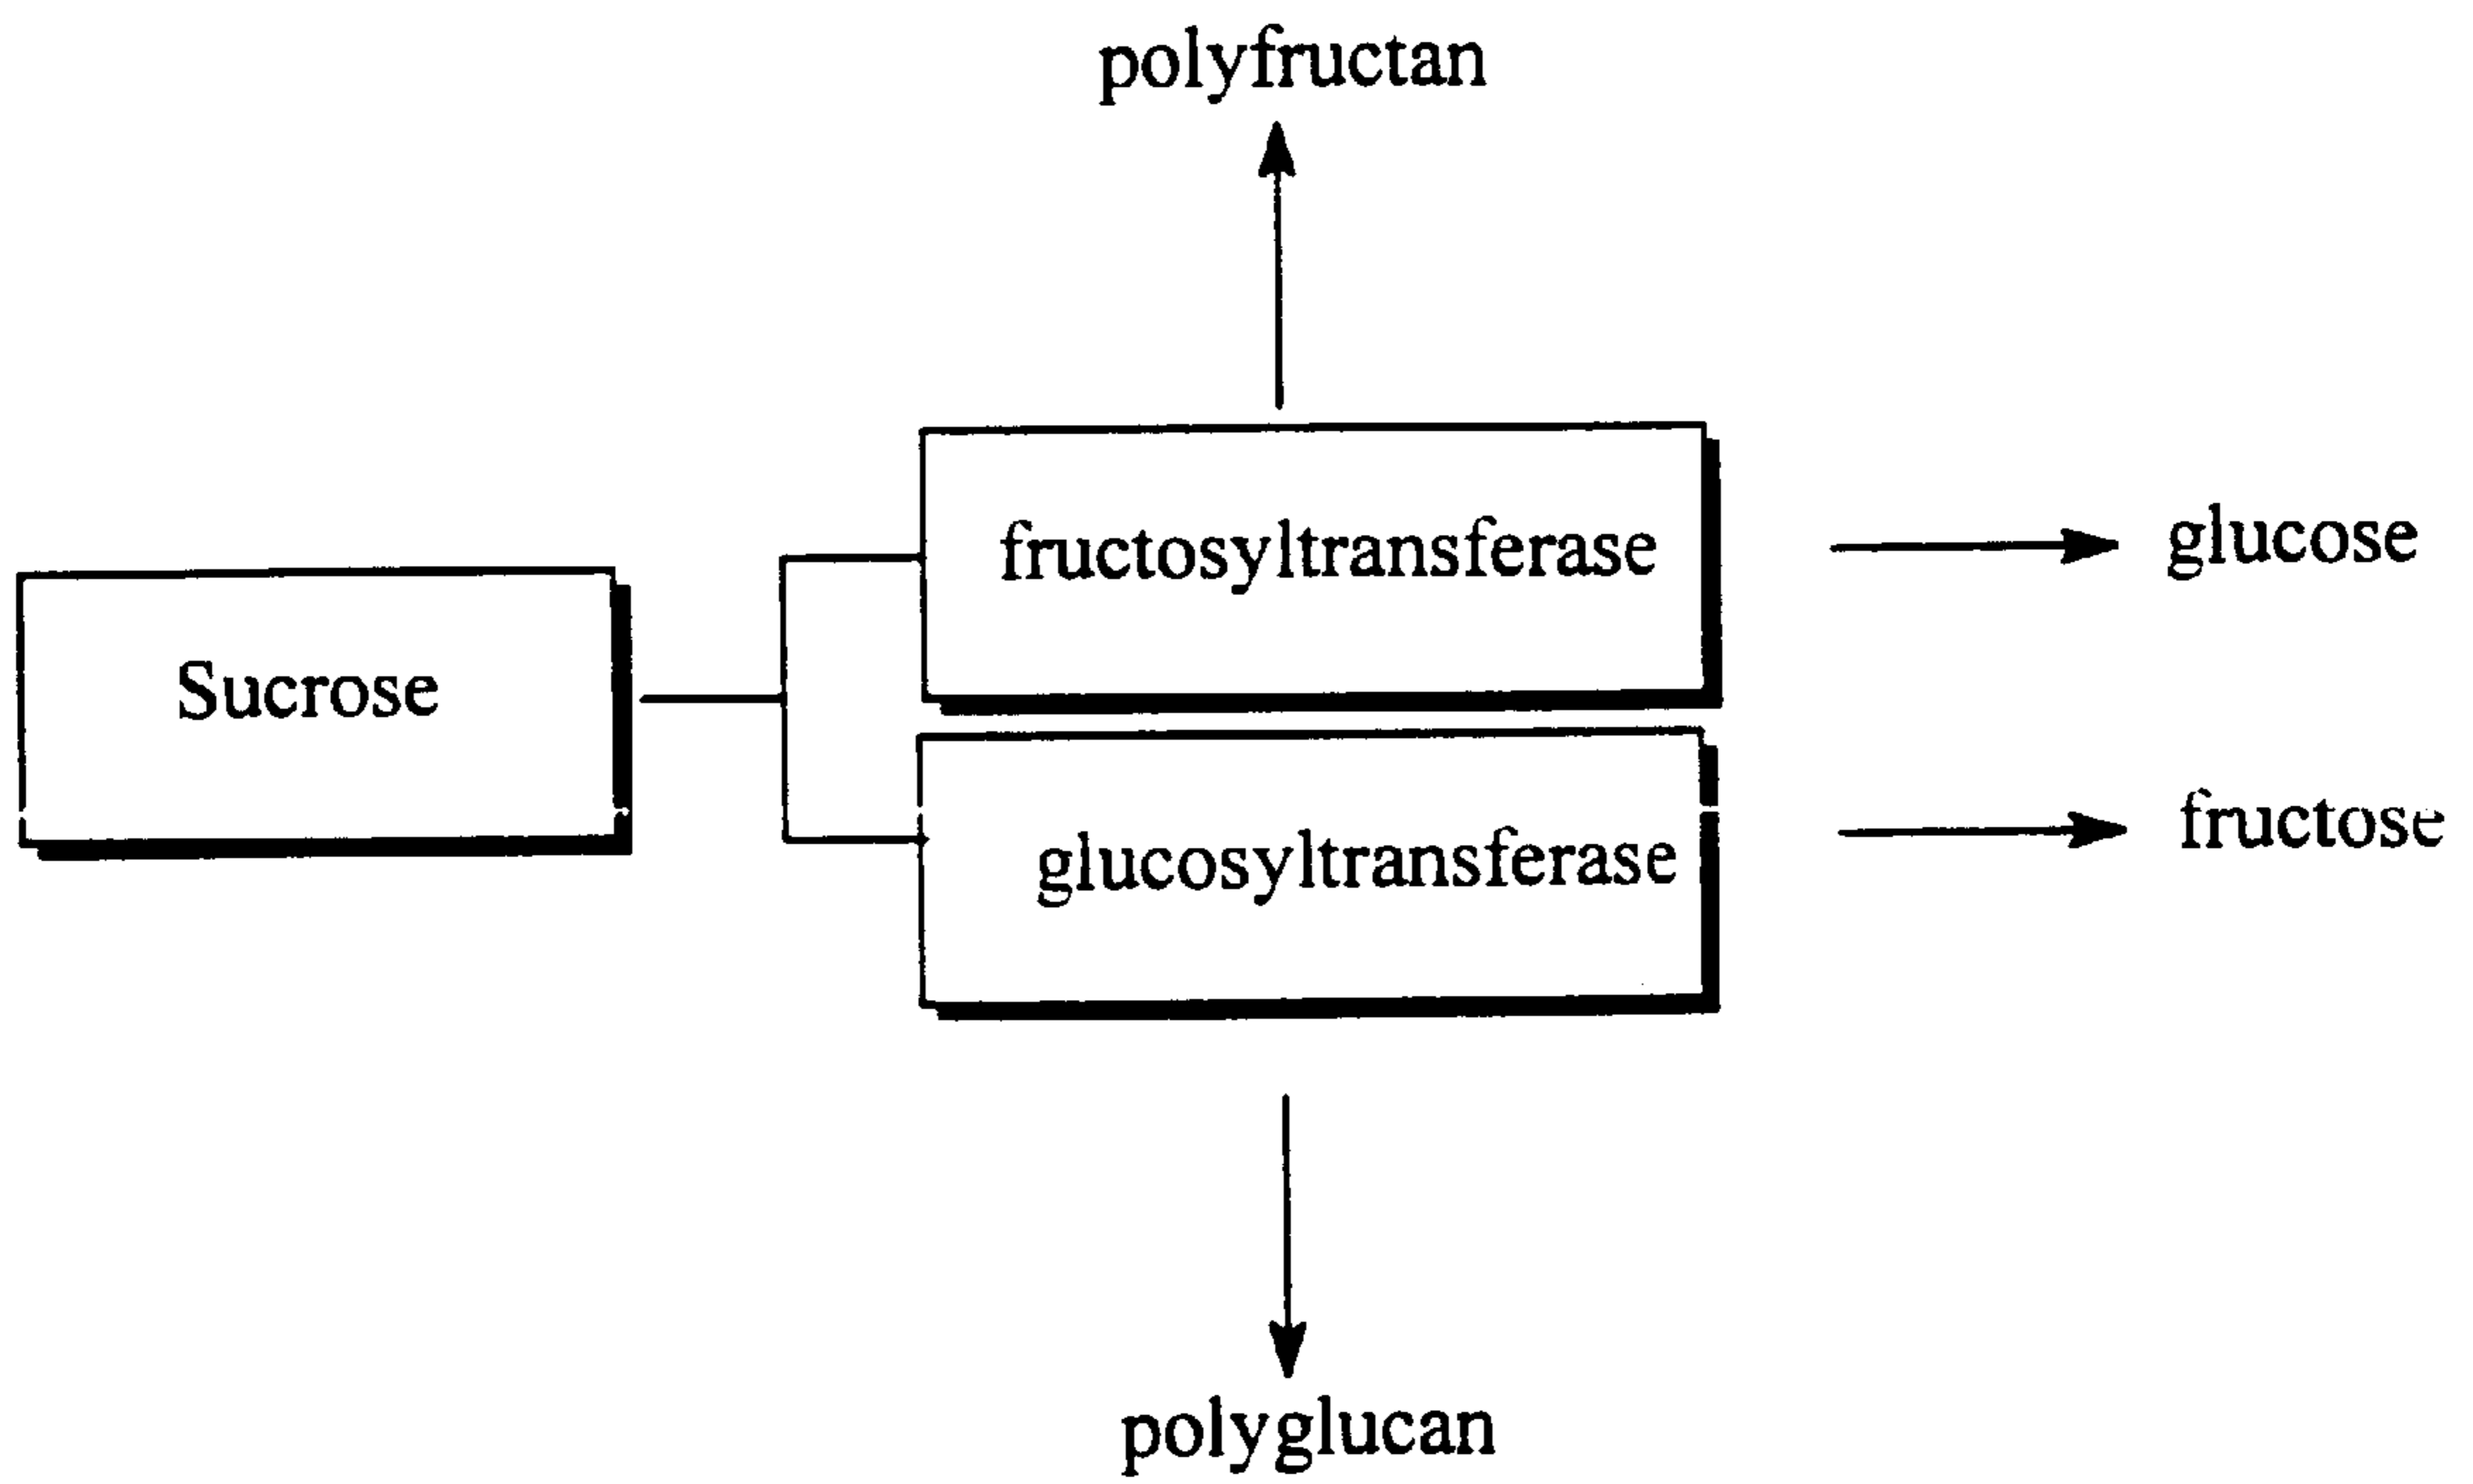 polyfructan
fructosyltransferase
glucose
Sucrose
glucosyltransferase
fructose
polyglucan